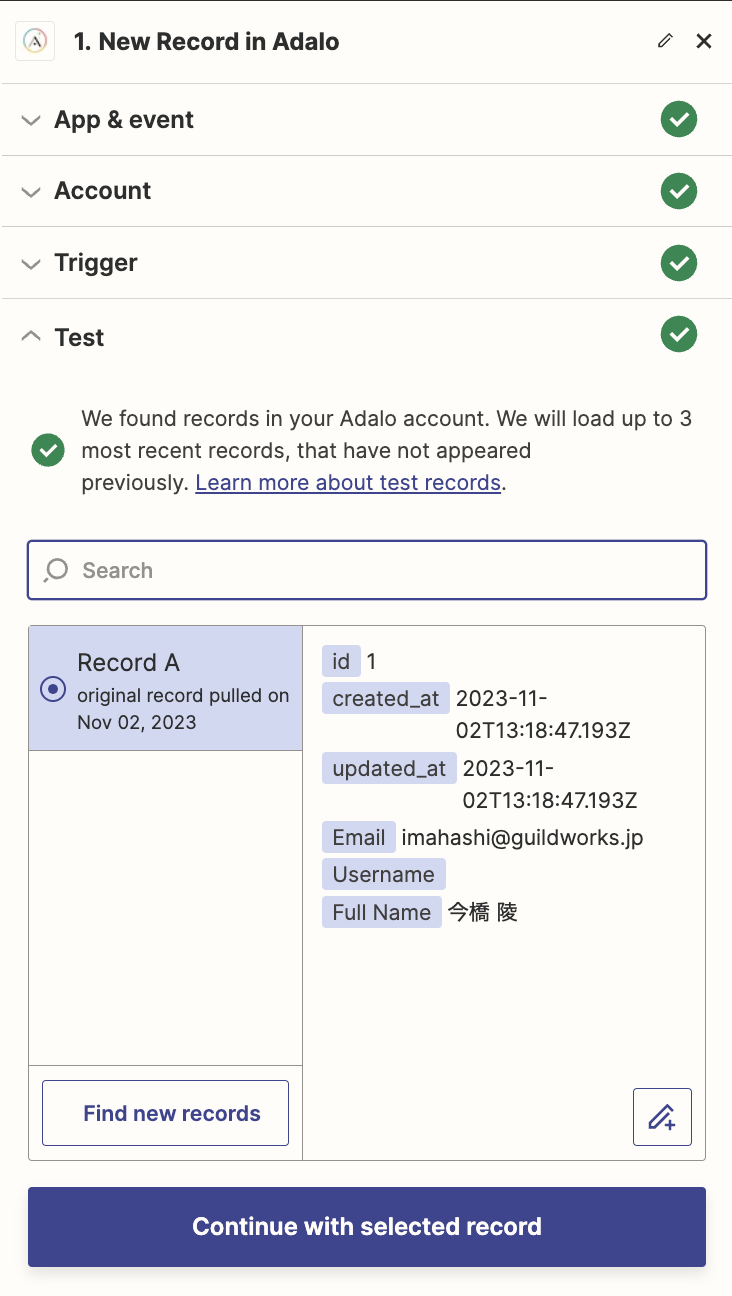 1. New Record in Adalo
App & event
Account
Trigger
Test
We found records in your Adalo account. We will load up to 3
most recent records, that have not appeared
previously. Learn more about test records.
Search
Record A
original record pulled on
Nov 02, 2023
id 1
created_at 2023-11-
02T13:18:47.193Z
updated_at 2023-11-
02T13:18:47.193Z
Email imahashi@guildworks.jp
Username
Full Name 今橋 陵
Find new records
Continue with selected record